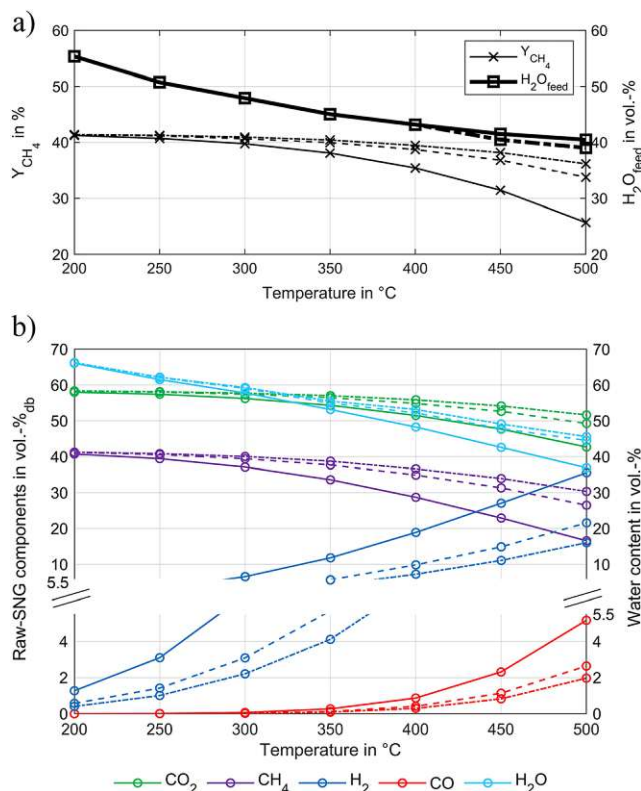 a)
60
50
40
30
20
Y_CH4 in %
60
50
40
30
20
H2O_feed in vol.-%
Y_CH4
H2O_feed
200 250 300 350 400 450 500
Temperature in °C
b)
70
60
50
40
30
20
10
5.5
4
2
0
Raw-SNG components in vol.-%_db
70
60
50
40
30
20
10
5.5
4
2
0
Water content in vol.-%
200 250 300 350 400 450 500
Temperature in °C
CO2 CH4 H2 CO H2O